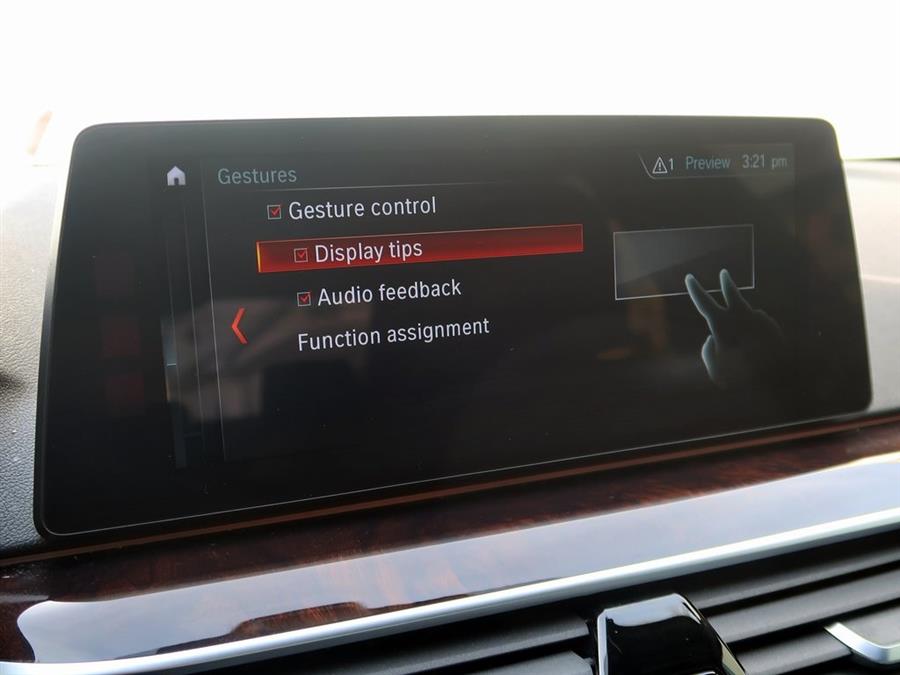 Gestures
1 Preview 3:21 pm
Gesture control
Display tips
Audio feedback
Function assignment